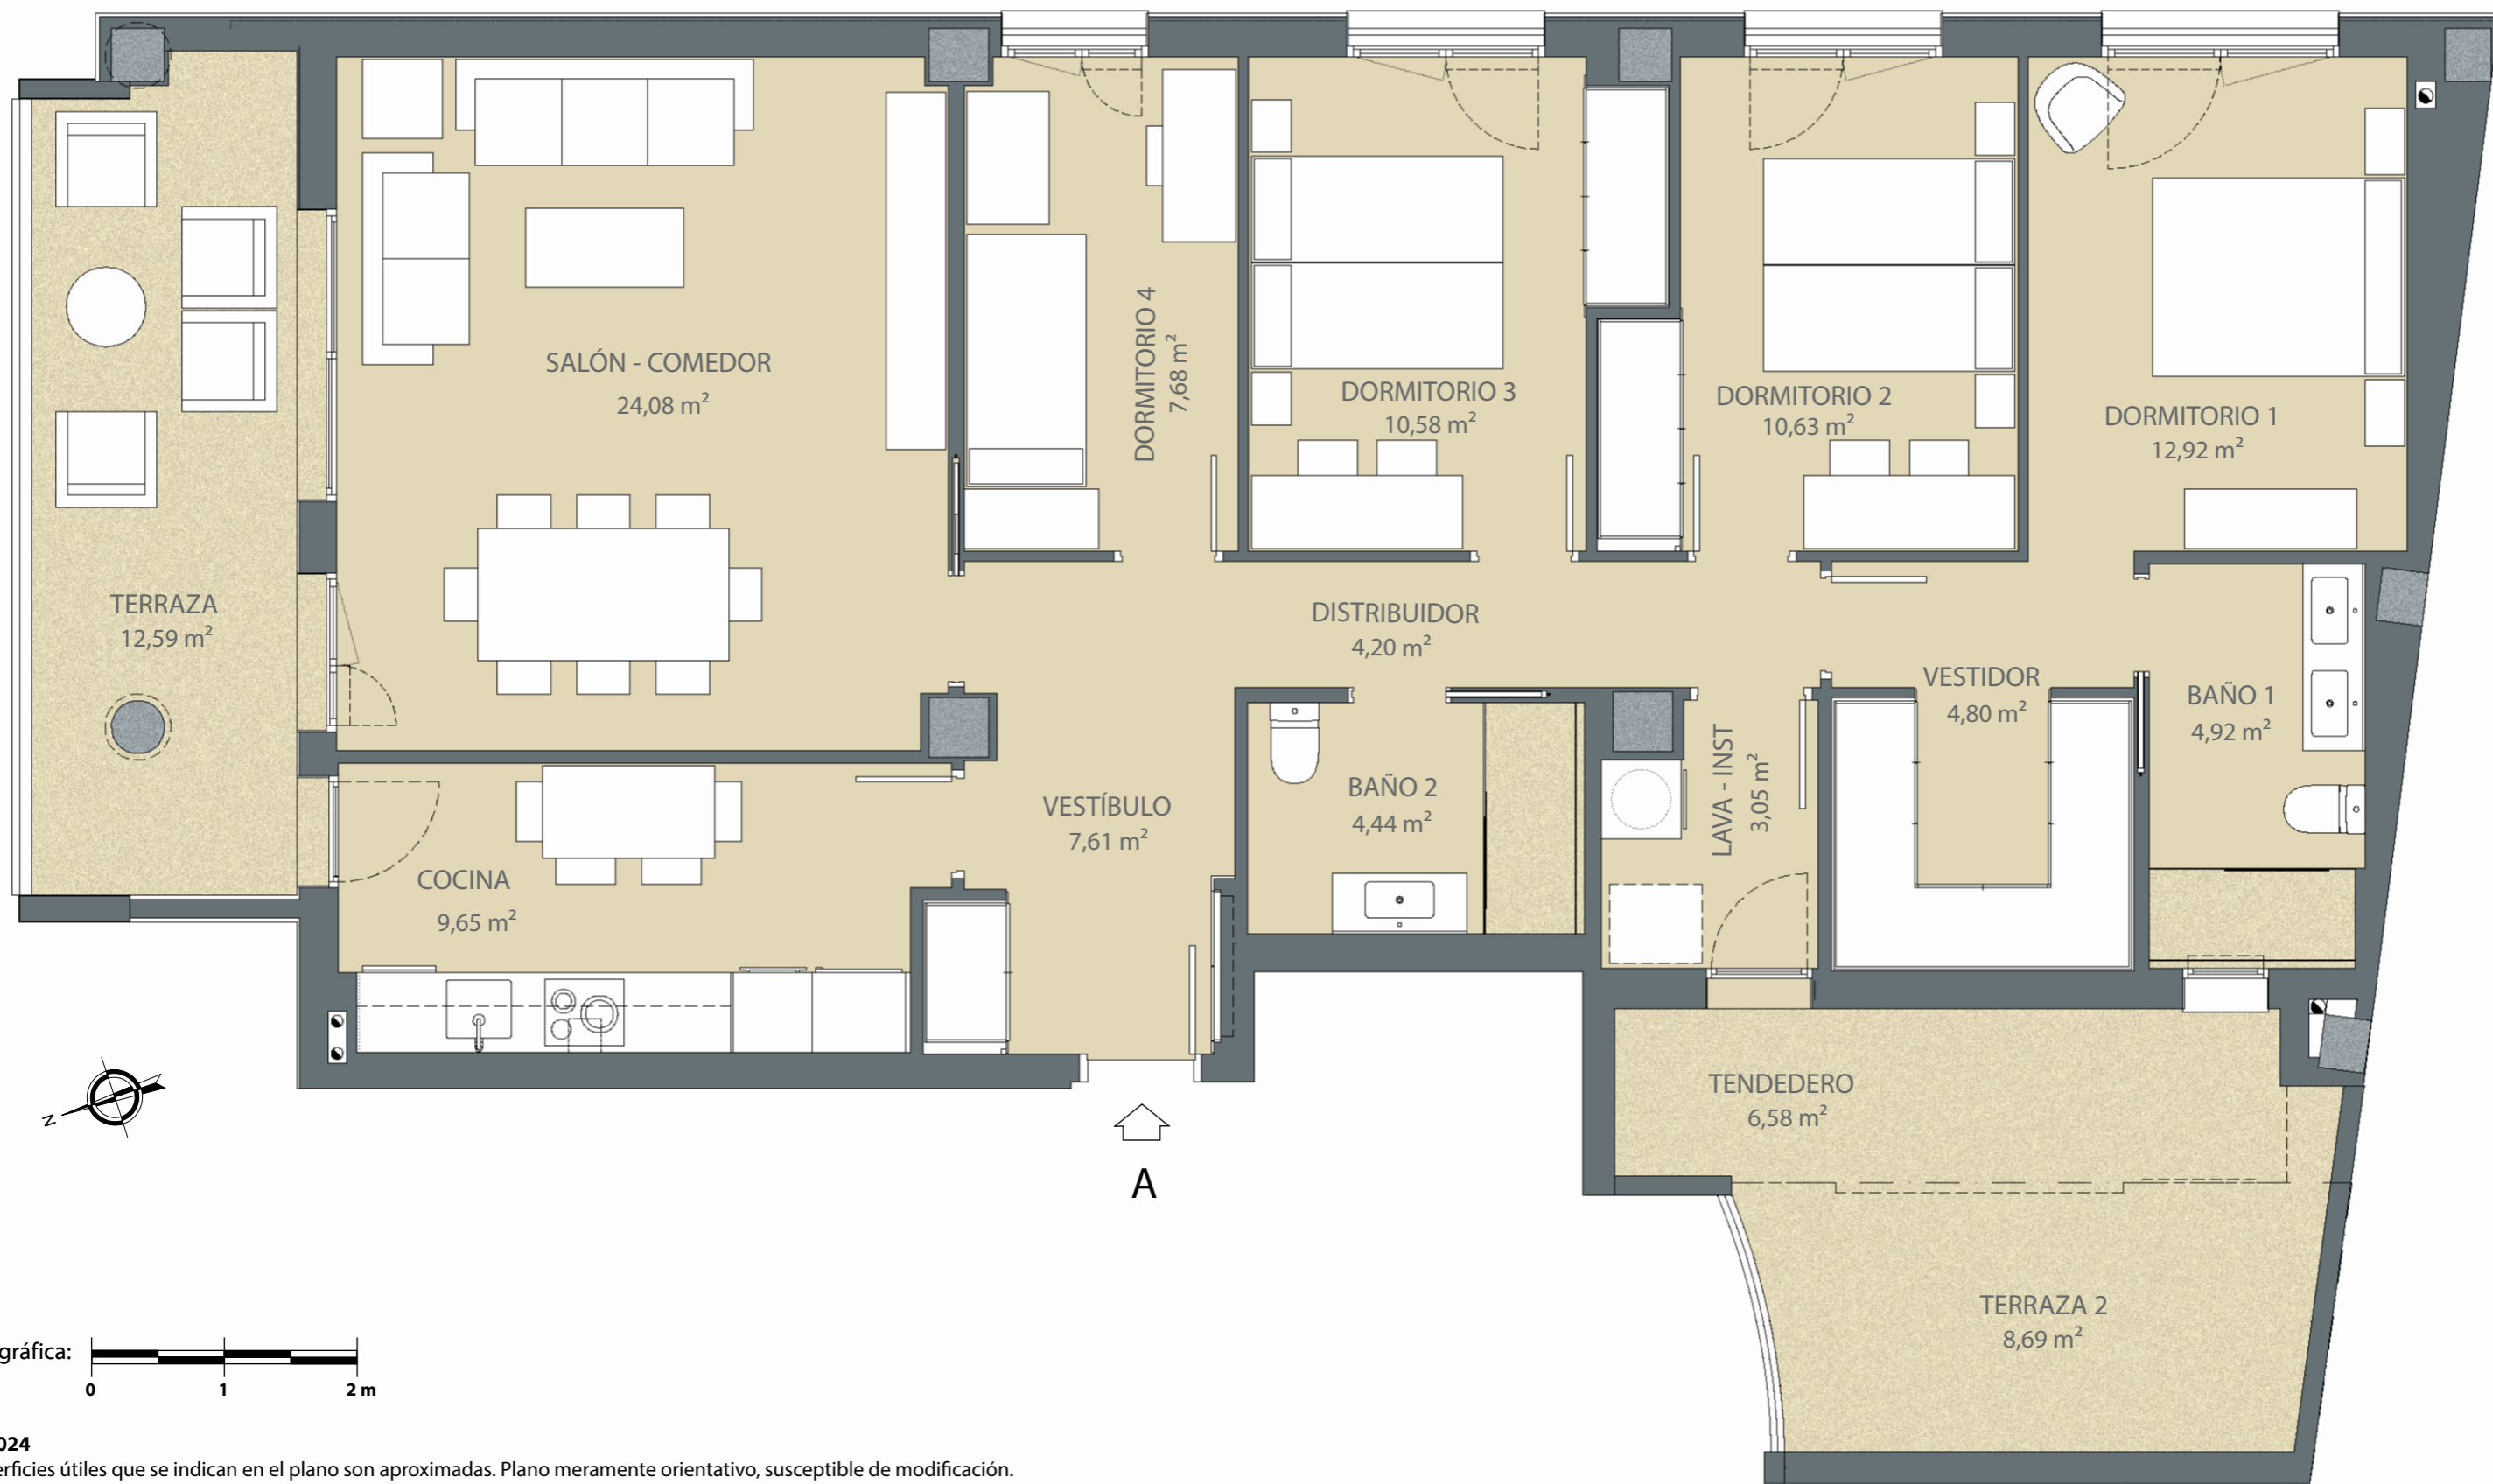 SALÓN - COMEDOR
24,08 m²
DORMITORIO 4
7,68 m²
DORMITORIO 3
10,58 m²
DORMITORIO 2
10,63 m²
DORMITORIO 1
12,92 m²
TERRAZA
12,59 m²
DISTRIBUIDOR
4,20 m²
VESTIDOR
4,80 m²
BAÑO 1
4,92 m²
VESTÍBULO
7,61 m²
BAÑO 2
4,44 m²
LAVA - INST
3,05 m²
COCINA
9,65 m²
TENDEDERO
6,58 m²
N
A
TERRAZA 2
8,69 m²
gráfica:
0 1 2 m
024
erficies útiles que se indican en el plano son aproximadas. Plano meramente orientativo, susceptible de modificación.